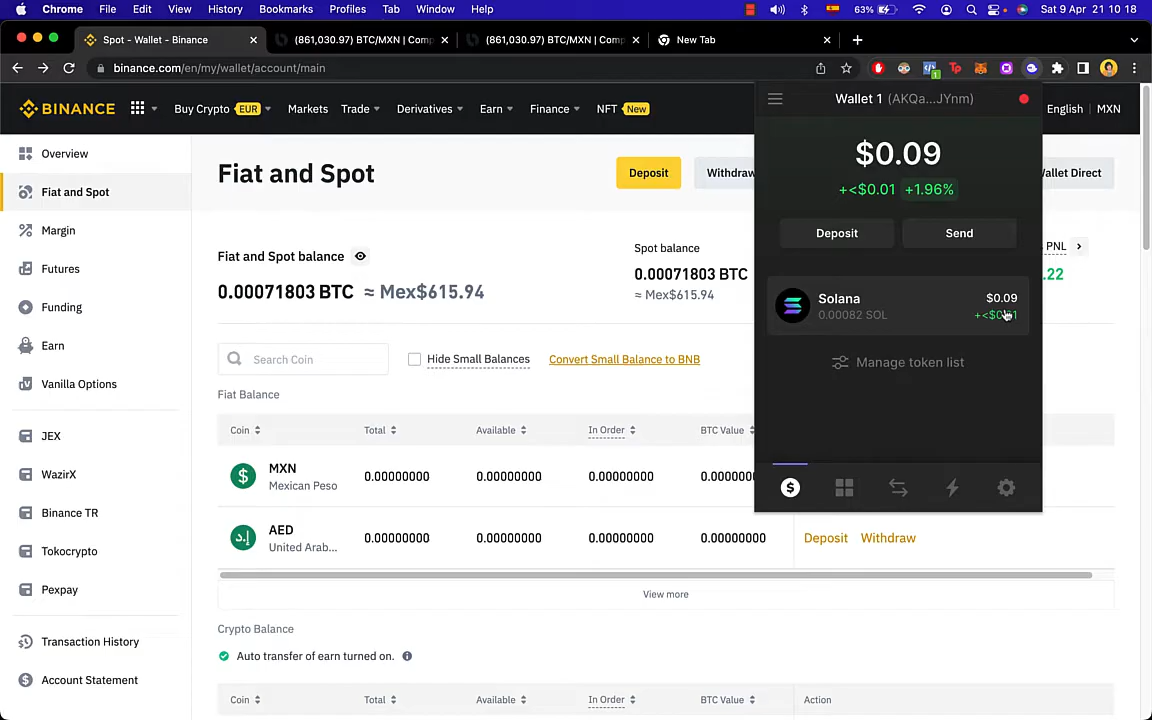 Chrome File Edit View History Bookmarks Profiles Tab Window Help 63% Sat 9 Apr 21 10 18
Spot - Wallet - Binance (861,030.97) BTC/MXN | Comp (861,030.97) BTC/MXN | Comp New Tab
binance.com/en/my/wallet/account/main
BINANCE Buy Crypto EUR Markets Trade Derivatives Earn Finance NFT New English | MXN
Overview
Fiat and Spot
Margin
Futures
Funding
Earn
Vanilla Options
JEX
WazirX
Binance TR
Tokocrypto
Pexpay
Transaction History
Account Statement
Fiat and Spot
Deposit Withdraw allet Direct
Fiat and Spot balance
0.00071803 BTC ≈ Mex$615.94
Spot balance
0.00071803 BTC
≈ Mex$615.94
PNL
.22
Search Coin Hide Small Balances Convert Small Balance to BNB
Fiat Balance
Coin Total Available In Order BTC Value
MXN 0.00000000 0.00000000 0.00000000 0.0000000
Mexican Peso
AED 0.00000000 0.00000000 0.00000000 0.00000000 Deposit Withdraw
United Arab...
View more
Crypto Balance
Auto transfer of earn turned on.
Coin Total Available In Order BTC Value Action
Wallet 1 (AKQa...JYnm)
$0.09
+<$0.01 +1.96%
Deposit Send
Solana $0.09
0.00082 SOL
Manage token list